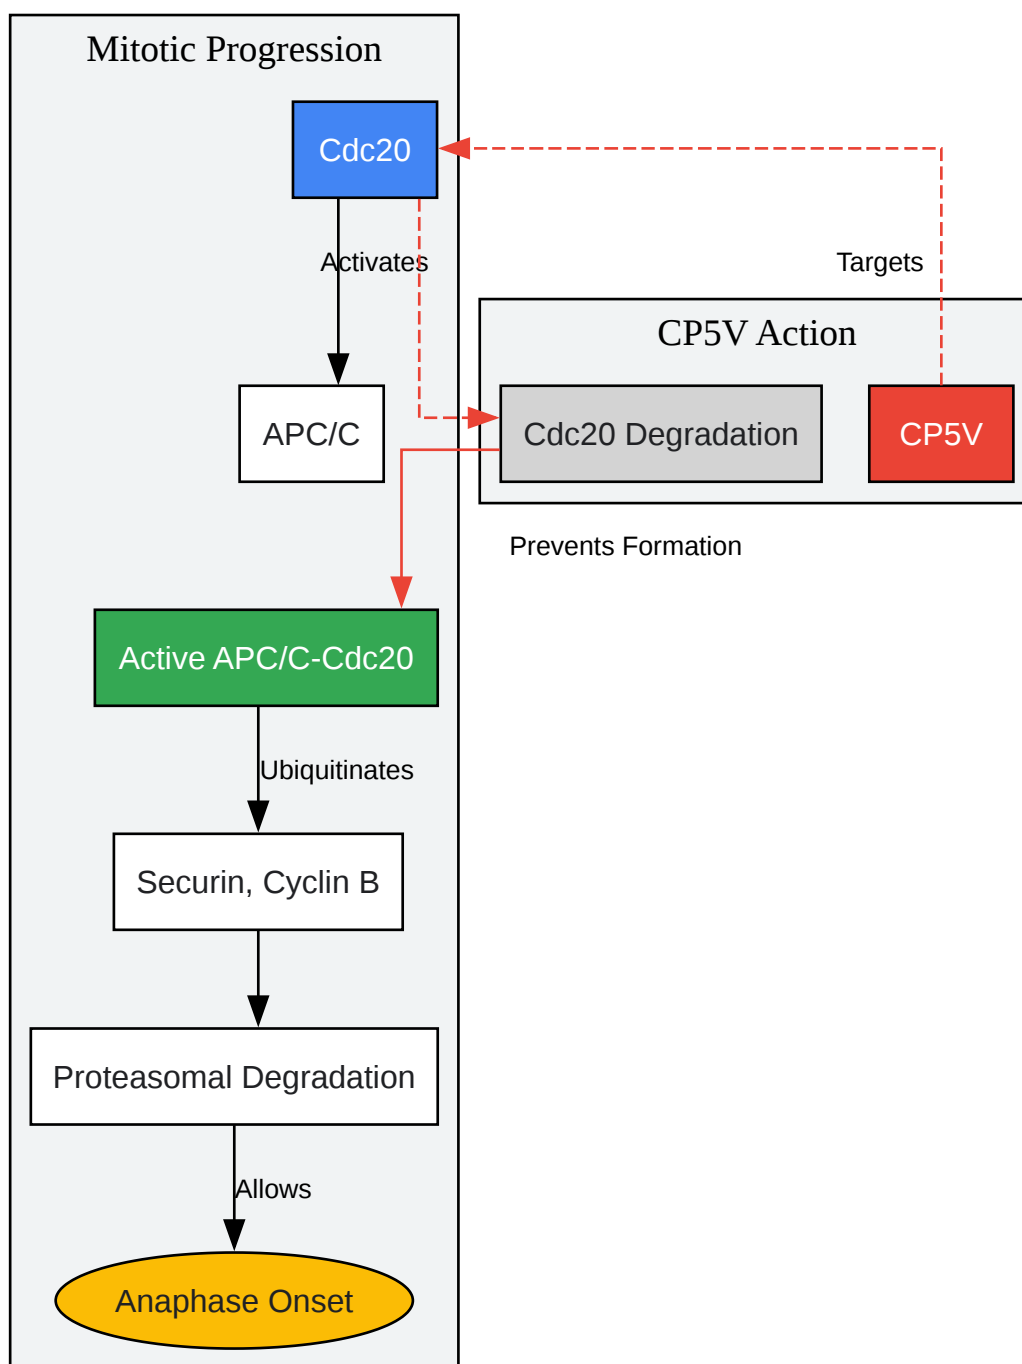 Mitotic Progression
Cdc20
Activates
Targets
CP5V Action
APC/C
Cdc20 Degradation
CP5V
Prevents Formation
Active APC/C-Cdc20
Ubiquitinates
Securin, Cyclin B
Proteasomal Degradation
Allows
Anaphase Onset